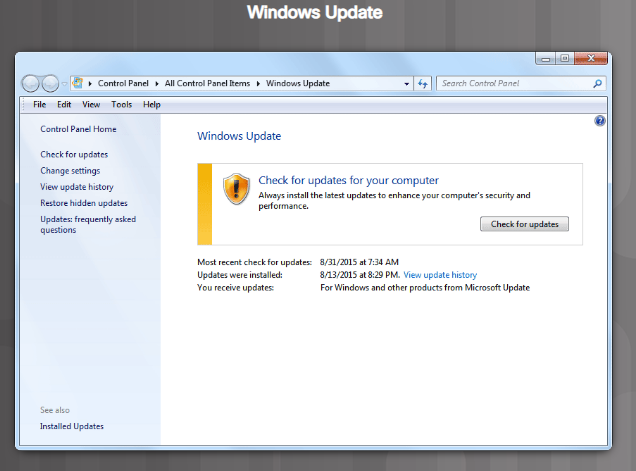 Windows Update
Control Panel
All Control Panel Items
Windows Update
Search Control Panel
File Edit View Tools Help
Control Panel Home
Check for updates
Change settings
View update history
Restore hidden updates
Updates: frequently asked
questions
See also
Installed Updates
Windows Update
Check for updates for your computer
Always install the latest updates to enhance your computer's security and
performance.
Check for updates
Most recent check for updates: 8/31/2015 at 7:34 AM
Updates were installed: 8/13/2015 at 8:29 PM. View update history
You receive updates: For Windows and other products from Microsoft Update